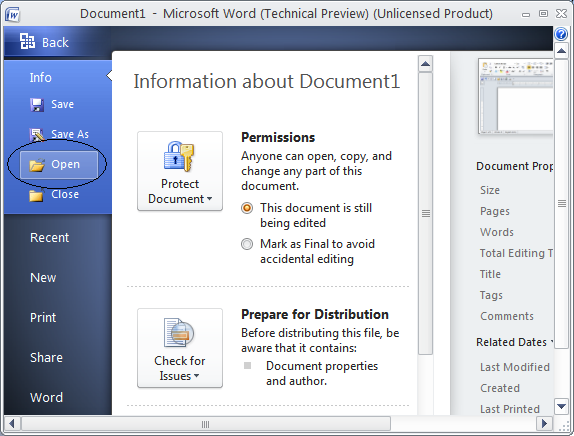 Document1 - Microsoft Word (Technical Preview) (Unlicensed Product)
Back
Info
Save
Save As
Open
Close
Recent
New
Print
Share
Word
Information about Document1
Protect
Document
Permissions
Anyone can open, copy, and
change any part of this
document.
This document is still
being edited
Mark as Final to avoid
accidental editing
Check for
Issues
Prepare for Distribution
Before distributing this file, be
aware that it contains:
Document properties
and author.
Document Prop
Size
Pages
Words
Total Editing T
Title
Tags
Comments
Related Dates
Last Modified
Created
Last Printed